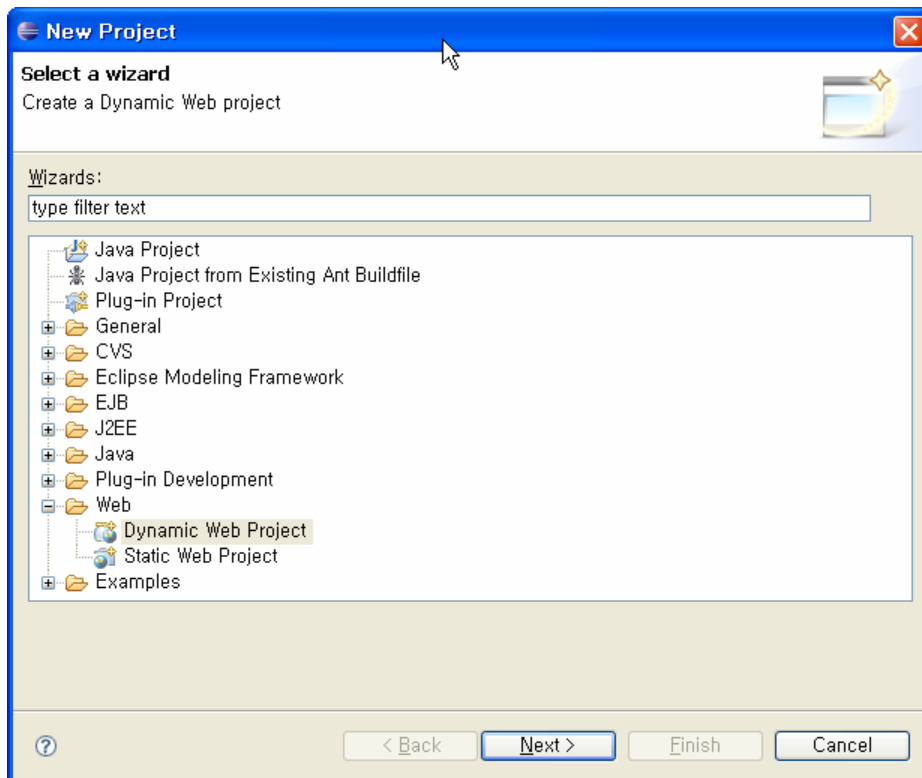 New Project
Select a wizard
Create a Dynamic Web project
Wizards:
type filter text
Java Project
Java Project from Existing Ant Buildfile
Plug-in Project
General
CVS
Eclipse Modeling Framework
EJB
J2EE
Java
Plug-in Development
Web
Dynamic Web Project
Static Web Project
Examples
< Back Next > Finish Cancel